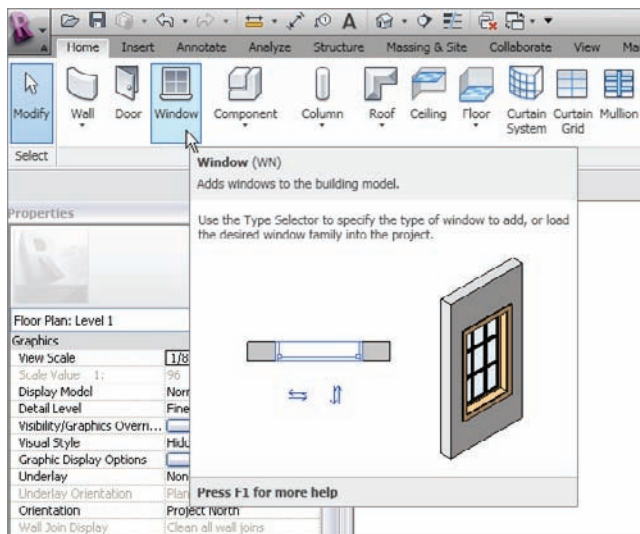 R
A
Home Insert Annotate Analyze Structure Massing & Site Collaborate View
Modify Wall Door Window Component Column Roof Ceiling Floor Curtain System Curtain Grid Mullion
Select
Window (WN)
Adds windows to the building model.
Use the Type Selector to specify the type of window to add, or load
the desired window family into the project.
Press F1 for more help
Properties
Floor Plan: Level 1
Graphics
View Scale 1/8
Scale Value 1: 96
Display Model
Detail Level Fine
Visibility/Graphics Overri...
Visual Style
Graphic Display Options
Underlay
Underlay Orientation
Orientation Project North
Wall Join Display Clean all wall joins